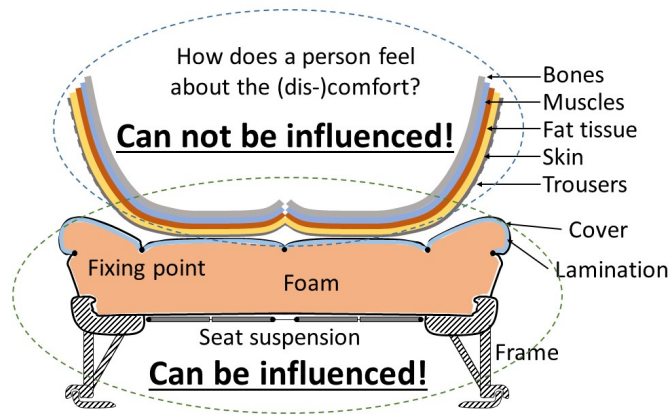 How does a person feel
about the (dis-)comfort?
Can not be influenced!
Bones
Muscles
Fat tissue
Skin
Trousers
Cover
Lamination
Fixing point
Foam
Seat suspension
Frame
Can be influenced!